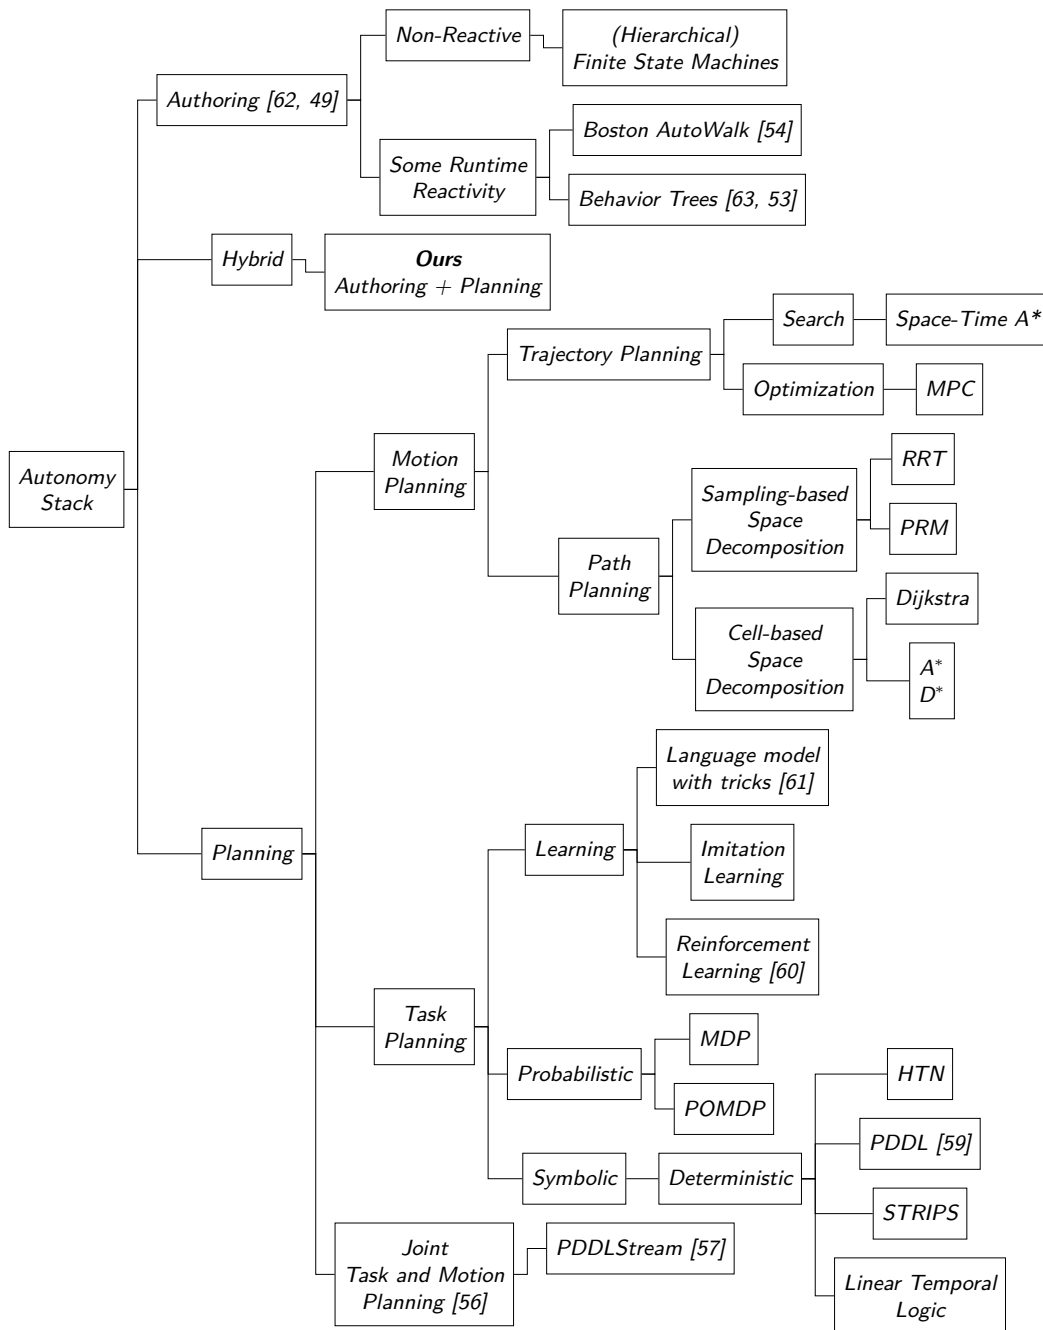 Non-Reactive
(Hierarchical)
Finite State Machines
Authoring [62, 49]
Boston AutoWalk [54]
Some Runtime
Reactivity
Behavior Trees [63, 53]
Hybrid
Ours
Authoring + Planning
Search
Space-Time A*
Trajectory Planning
Optimization
MPC
Autonomy
Stack
Motion
Planning
RRT
Sampling-based
Space
Decomposition
PRM
Path
Planning
Dijkstra
Cell-based
Space
Decomposition
A*
D*
Planning
Language model
with tricks [61]
Learning
Imitation
Learning
Reinforcement
Learning [60]
Task
Planning
MDP
Probabilistic
POMDP
HTN
PDDL [59]
Symbolic
Deterministic
STRIPS
Linear Temporal
Logic
Joint
Task and Motion
Planning [56]
PDDLStream [57]